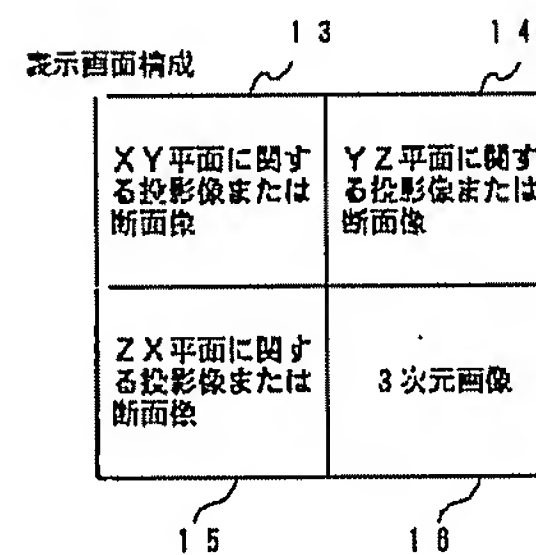 13
14
表示画面構成
XY平面に関す
る投影像または
断面像
YZ平面に関す
る投影像または
断面像
ZX平面に関す
る投影像または
断面像
3次元画像
15
16